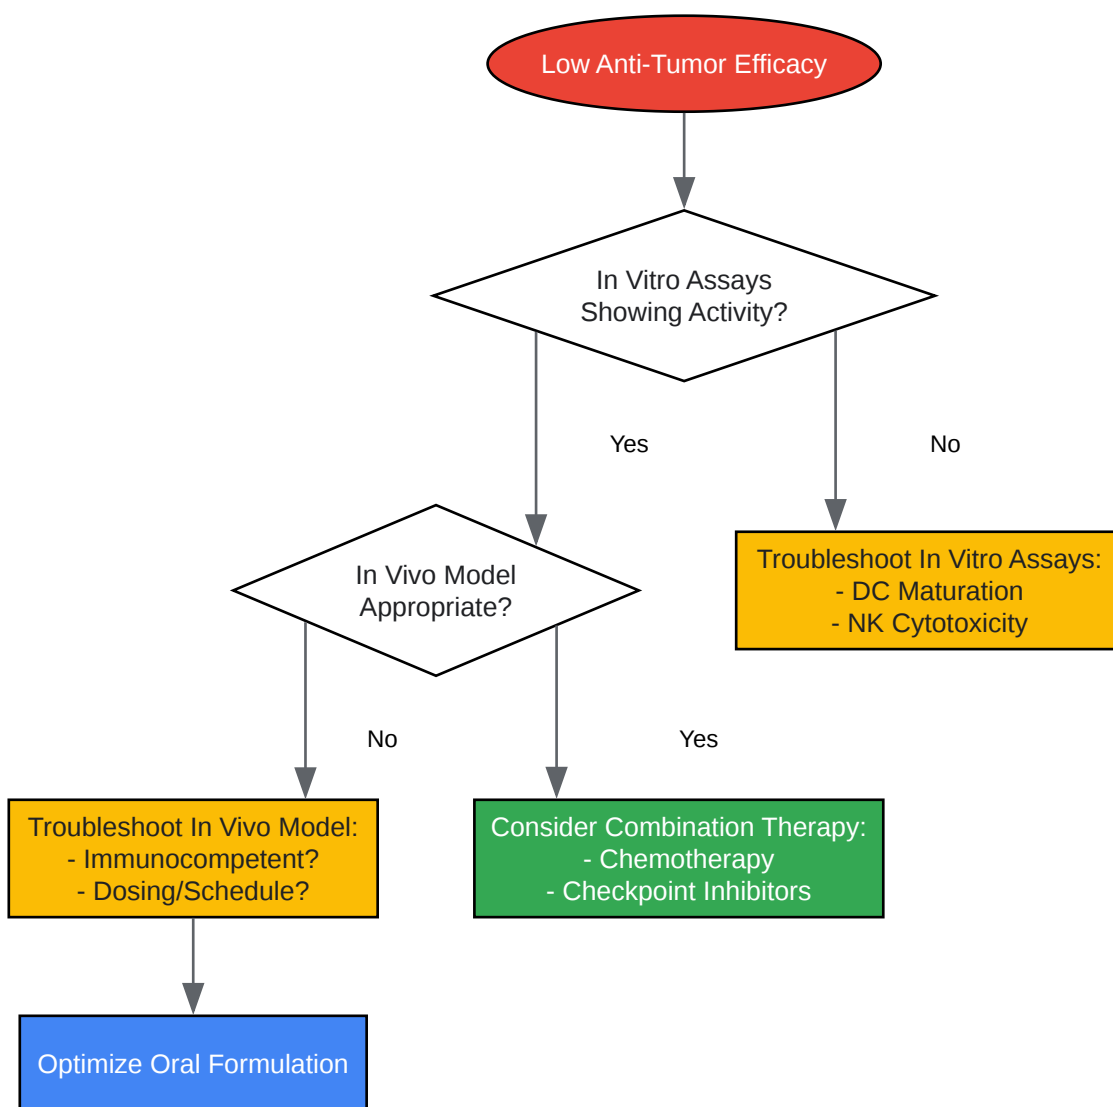 Low Anti-Tumor Efficacy
In Vitro Assays
Showing Activity?
Yes
No
In Vivo Model
Appropriate?
Troubleshoot In Vitro Assays:
- DC Maturation
- NK Cytotoxicity
No
Yes
Troubleshoot In Vivo Model:
- Immunocompetent?
- Dosing/Schedule?
Consider Combination Therapy:
- Chemotherapy
- Checkpoint Inhibitors
Optimize Oral Formulation